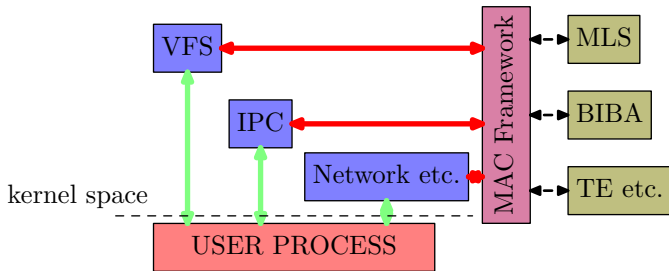 VFS
MLS
MAC Framework
IPC
BIBA
Network etc.
TE etc.
kernel space
USER PROCESS